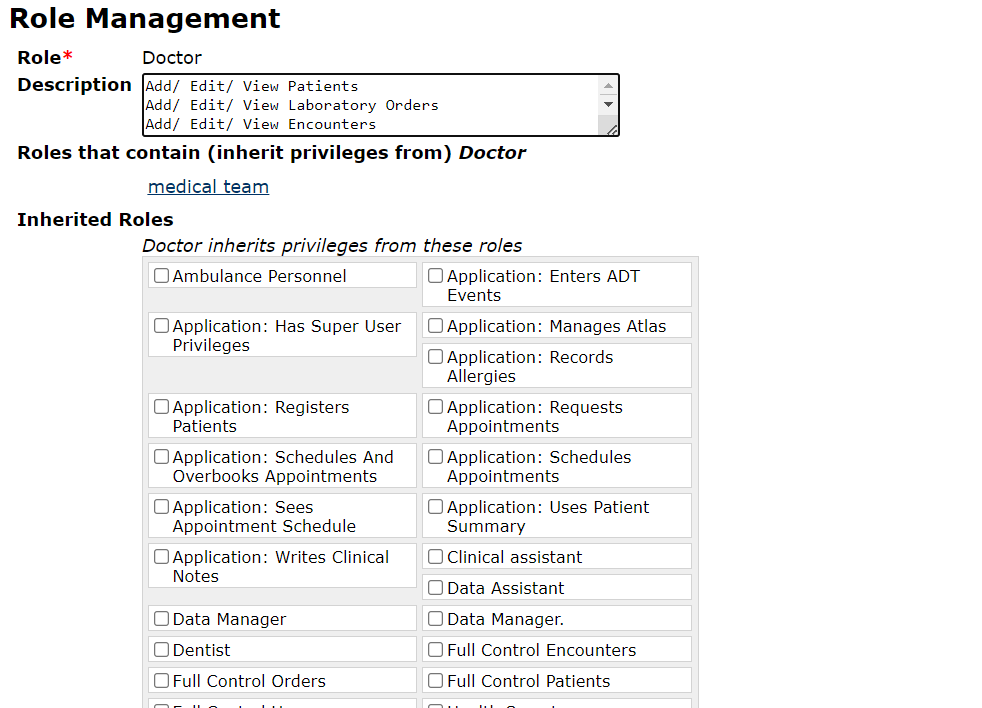 Role Management
Role* Doctor
Description
Add/ Edit/ View Patients
Add/ Edit/ View Laboratory Orders
Add/ Edit/ View Encounters
Roles that contain (inherit privileges from) Doctor
medical team
Inherited Roles
Doctor inherits privileges from these roles
Ambulance Personnel
Application: Enters ADT
Events
Application: Has Super User
Privileges
Application: Manages Atlas
Application: Records
Allergies
Application: Registers
Patients
Application: Requests
Appointments
Application: Schedules And
Overbooks Appointments
Application: Schedules
Appointments
Application: Sees
Appointment Schedule
Application: Uses Patient
Summary
Application: Writes Clinical
Notes
Clinical assistant
Data Assistant
Data Manager
Data Manager.
Dentist
Full Control Encounters
Full Control Orders
Full Control Patients